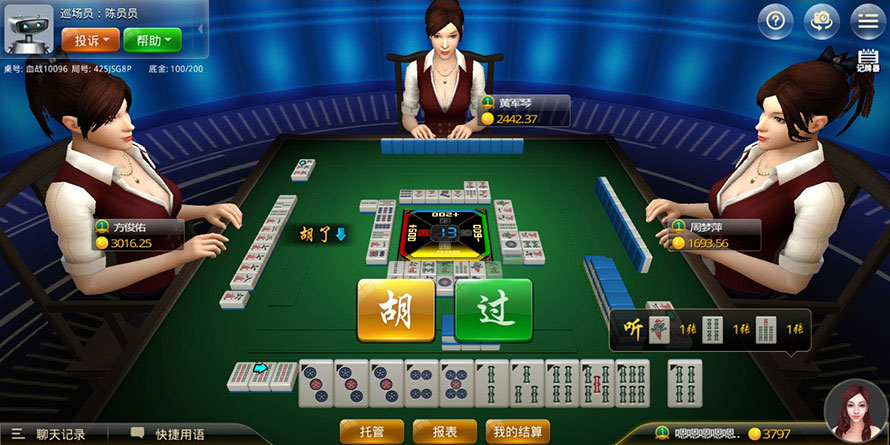 巡场员：陈员员
投诉
帮助
桌号: 血战10096 局号: 425JSG8P 底金: 100/200
记牌器
黄军琴
2442.37
方俊佑
3016.25
周梦萍
1693.56
胡了
+200
+500
-600
13
胡
过
听
1张
1张
1张
聊天记录
快捷用语
托管
报表
我的结算
嗯嗯嗯嗯嗯..
3797